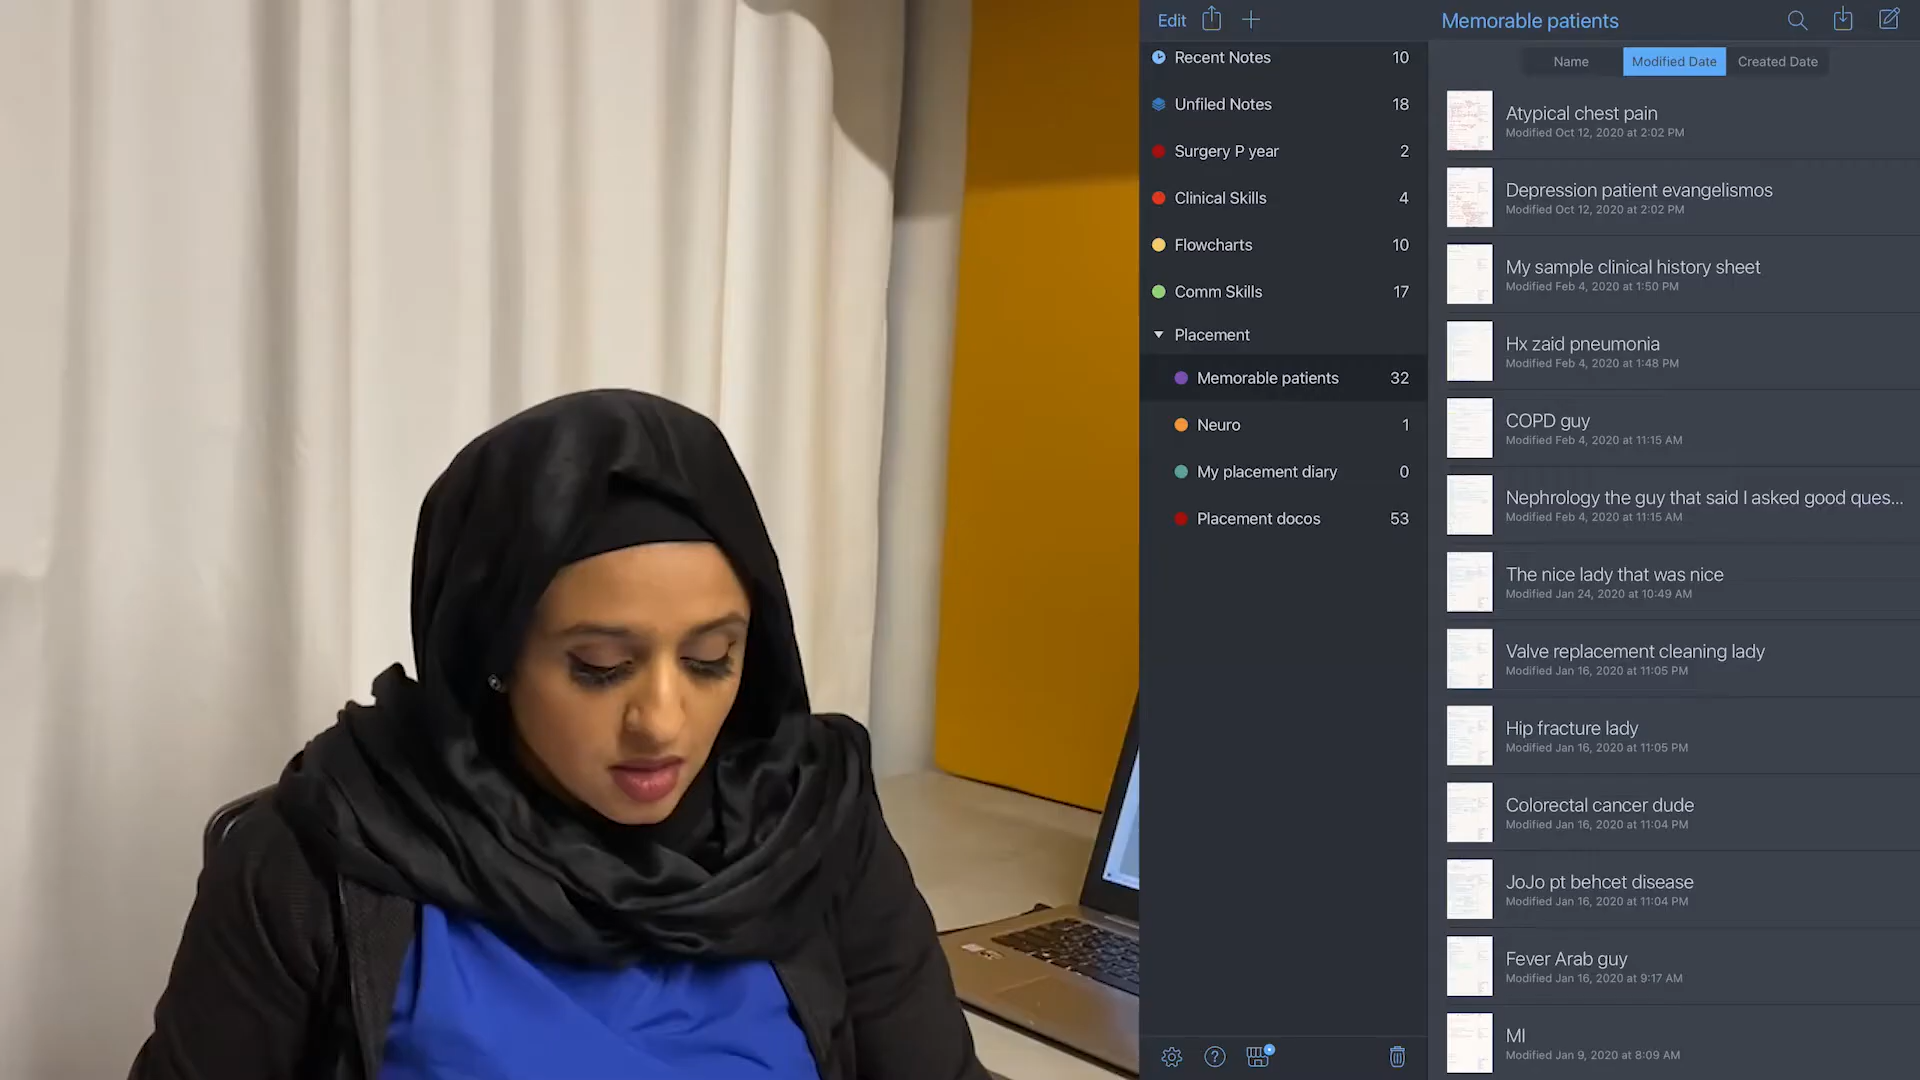 Edit
Recent Notes 10
Unfiled Notes 18
Surgery P year 2
Clinical Skills 4
Flowcharts 10
Comm Skills 17
Placement
Memorable patients 32
Neuro 1
My placement diary 0
Placement docos 53
Memorable patients
Name Modified Date Created Date
Atypical chest pain
Modified Oct 12, 2020 at 2:02 PM
Depression patient evangelismos
Modified Oct 12, 2020 at 2:02 PM
My sample clinical history sheet
Modified Feb 4, 2020 at 1:50 PM
Hx zaid pneumonia
Modified Feb 4, 2020 at 1:48 PM
COPD guy
Modified Feb 4, 2020 at 11:15 AM
Nephrology the guy that said I asked good ques...
Modified Feb 4, 2020 at 11:15 AM
The nice lady that was nice
Modified Jan 24, 2020 at 10:49 AM
Valve replacement cleaning lady
Modified Jan 16, 2020 at 11:05 PM
Hip fracture lady
Modified Jan 16, 2020 at 11:05 PM
Colorectal cancer dude
Modified Jan 16, 2020 at 11:04 PM
JoJo pt behcet disease
Modified Jan 16, 2020 at 11:04 PM
Fever Arab guy
Modified Jan 16, 2020 at 9:17 AM
MI
Modified Jan 9, 2020 at 8:09 AM